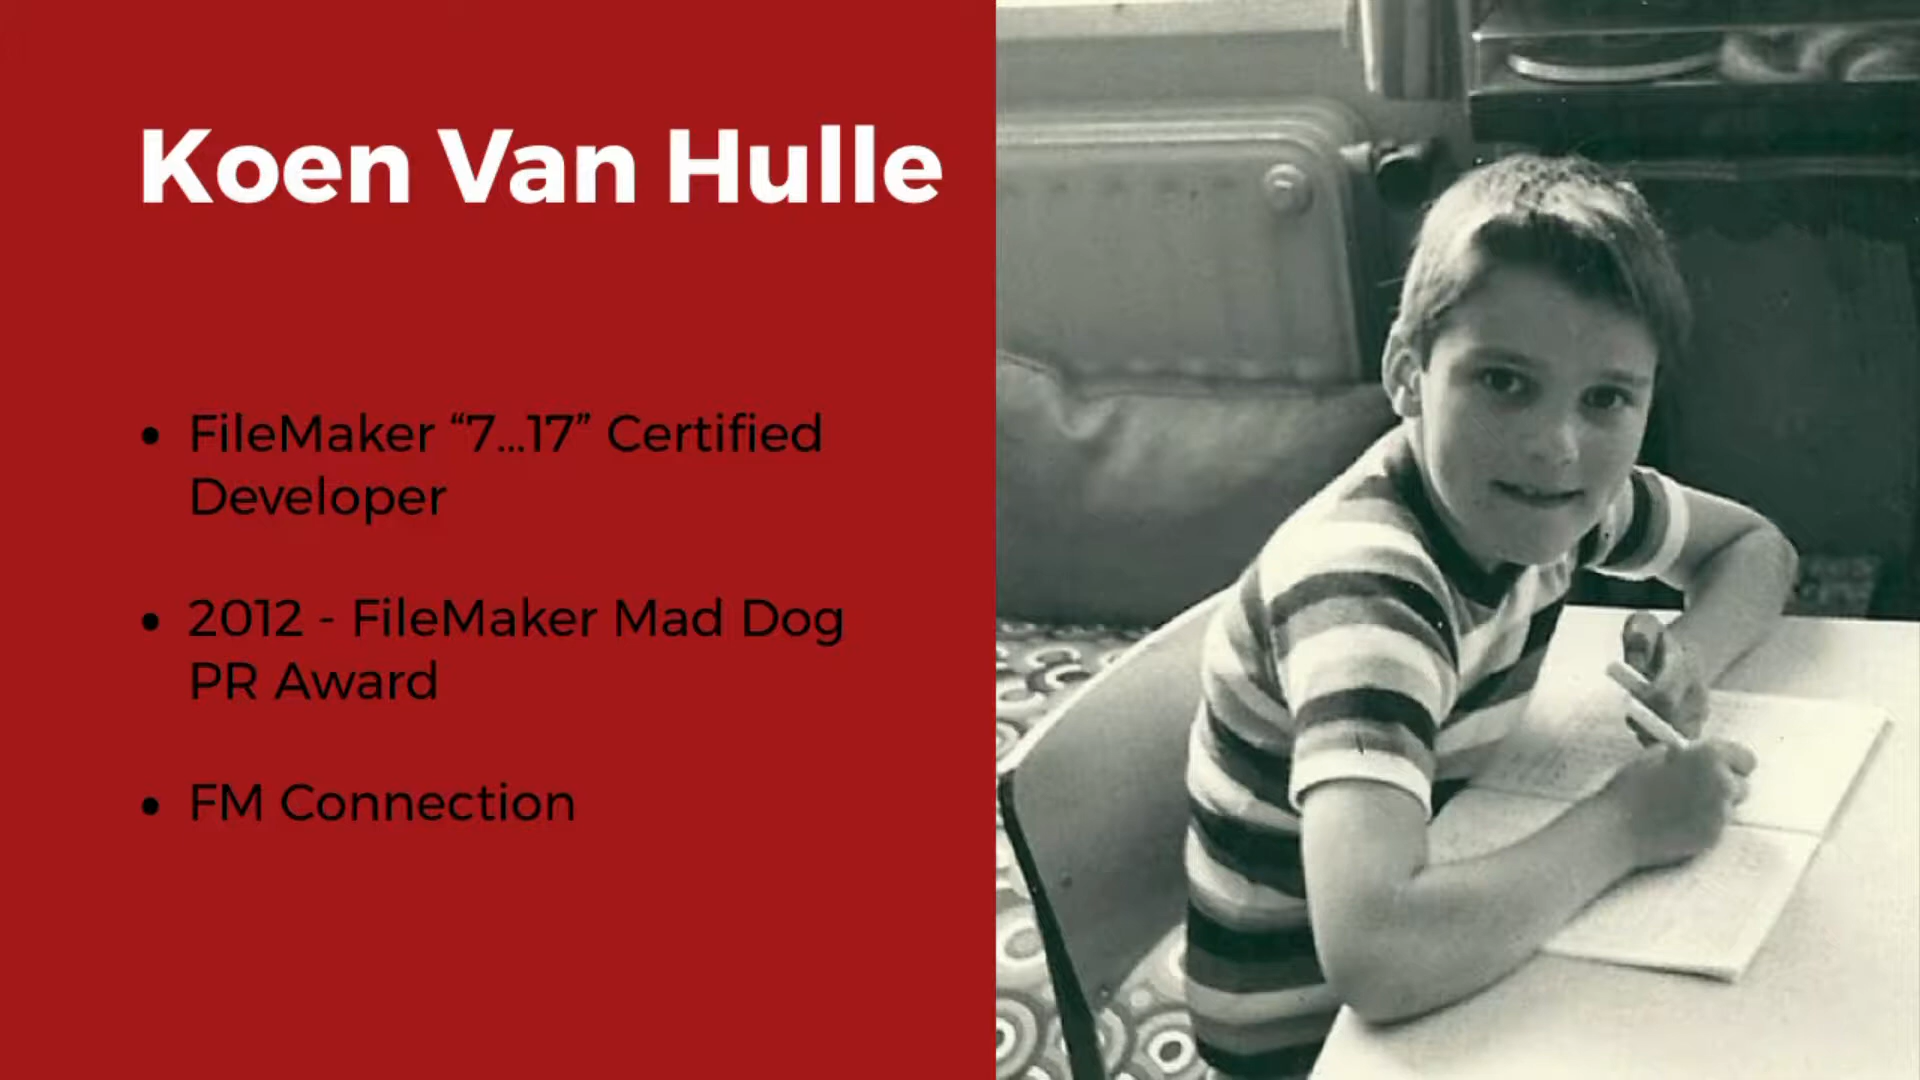 Koen Van Hulle
• FileMaker “7...17” Certified
Developer
• 2012 - FileMaker Mad Dog
PR Award
• FM Connection